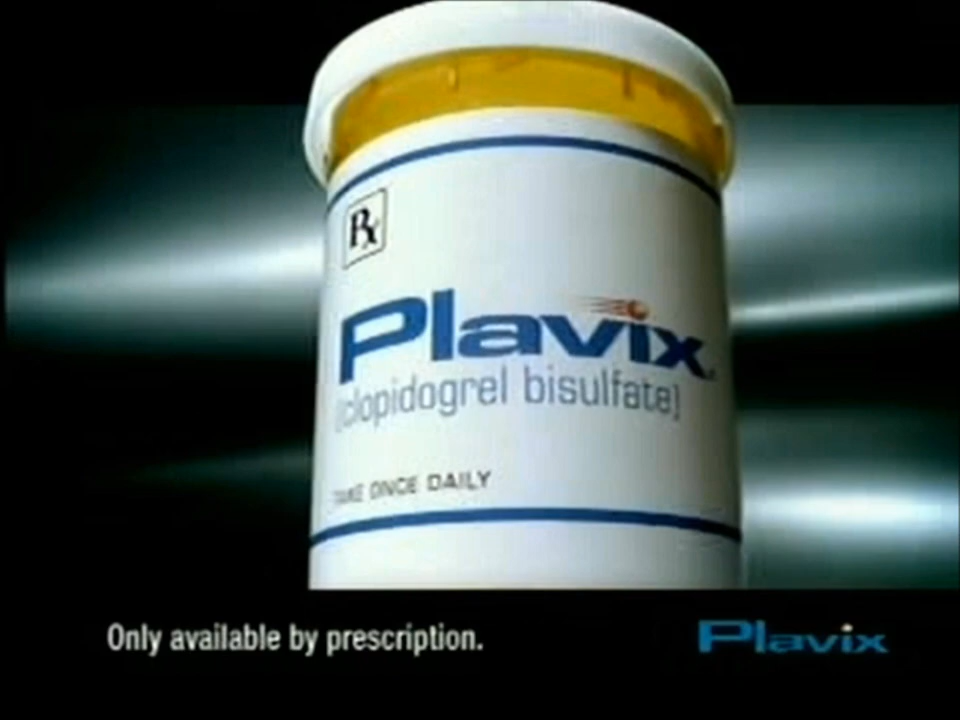 Rx
Plavix
(clopidogrel bisulfate)
TAKE ONCE DAILY
Only available by prescription.
Plavix